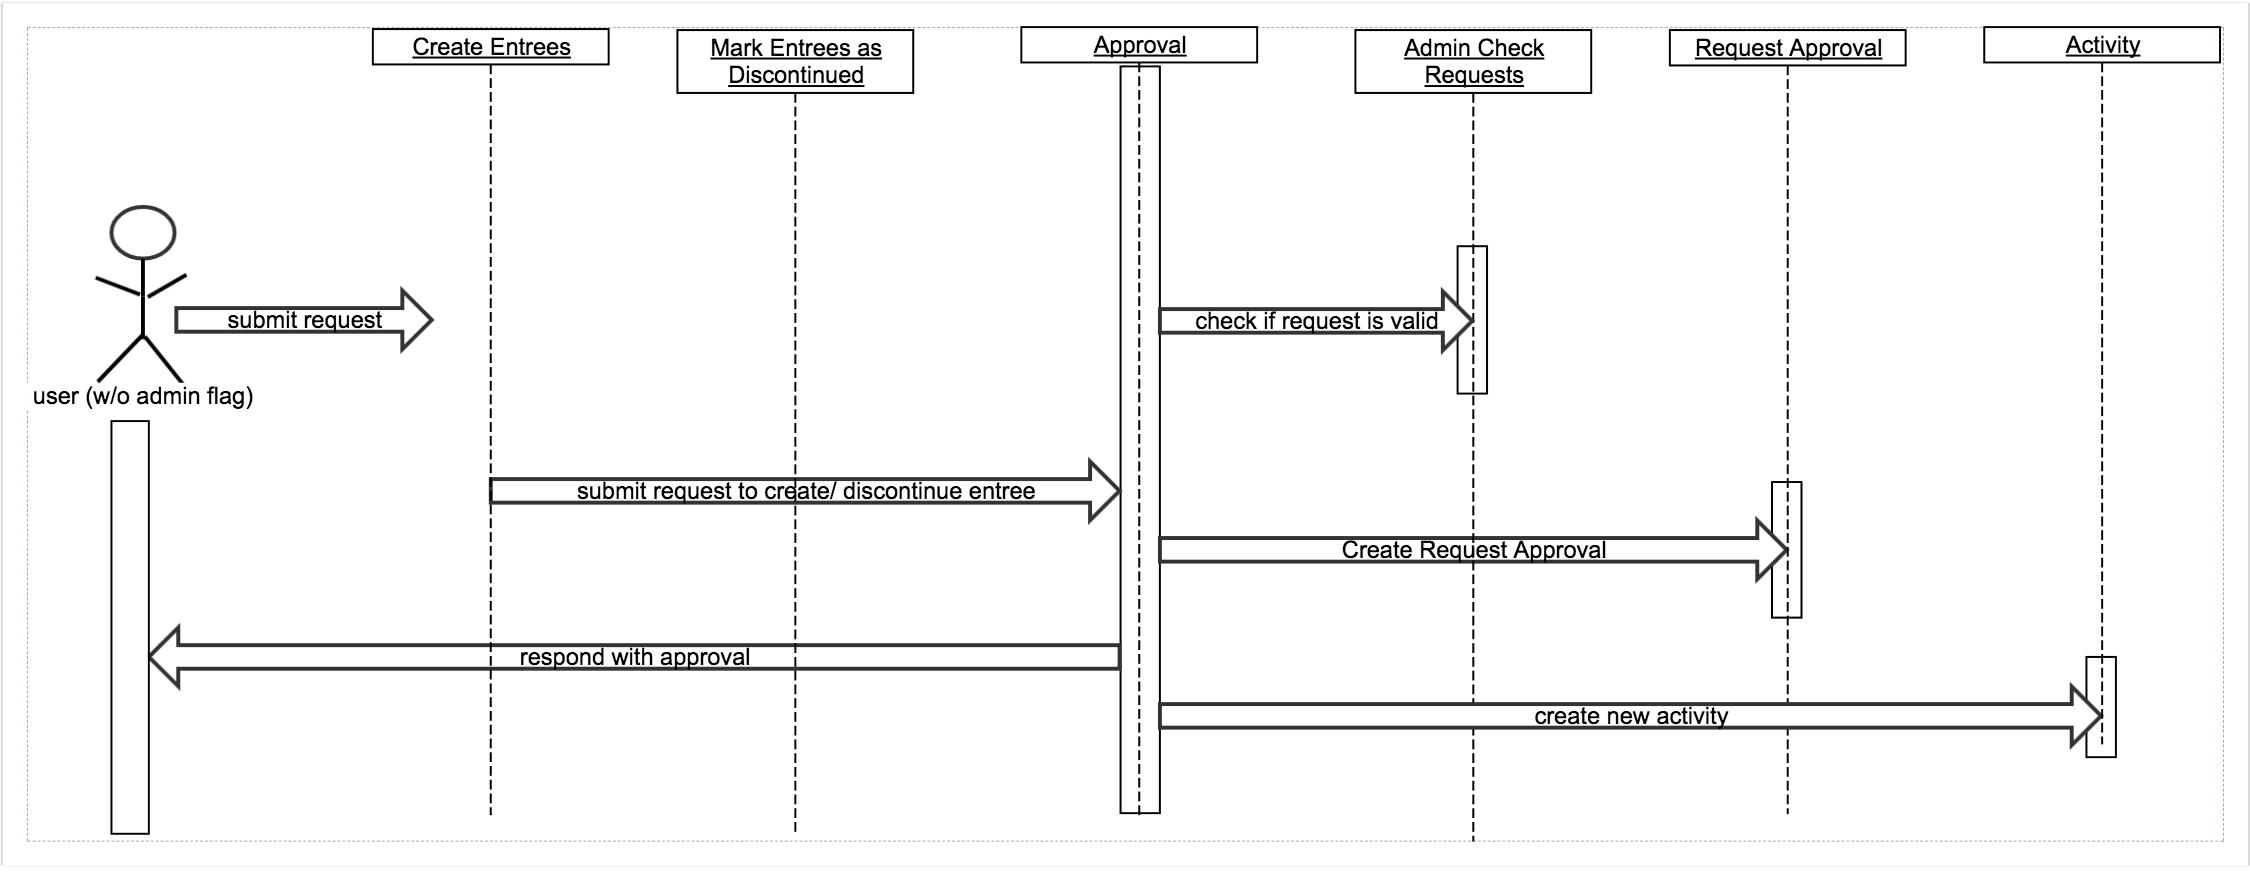 Create Entrees
Mark Entrees as
Discontinued
Approval
Admin Check
Requests
Request Approval
Activity
submit request
check if request is valid
user (w/o admin flag)
submit request to create/ discontinue entree
Create Request Approval
respond with approval
create new activity